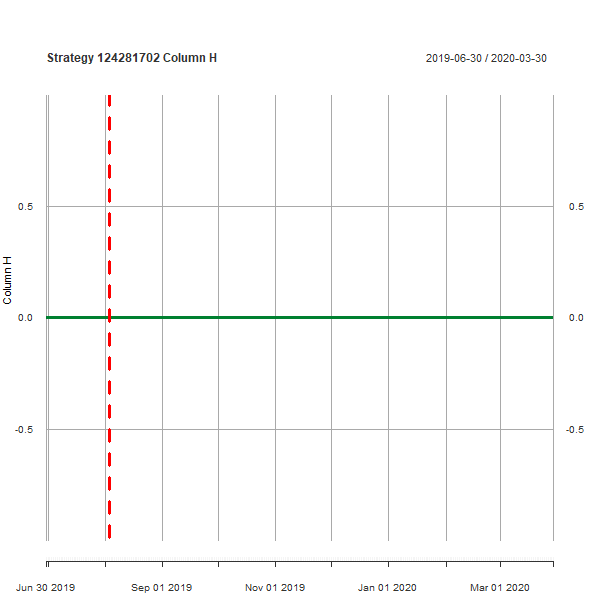 Strategy 124281702 Column H
2019-06-30 / 2020-03-30
0.5
0.5
Column H
0.0
0.0
-0.5
-0.5
Jun 30 2019
Sep 01 2019
Nov 01 2019
Jan 01 2020
Mar 01 2020